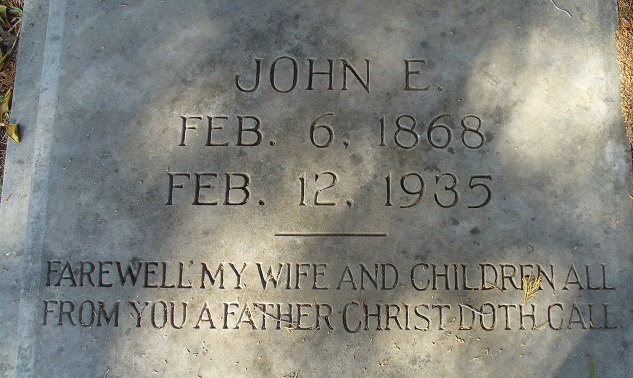 JOHN E.
FEB. 6, 1868
FEB. 12, 1935
FAREWELL MY WIFE AND CHILDREN ALL
FROM YOU A FATHER CHRIST DOTH CALL